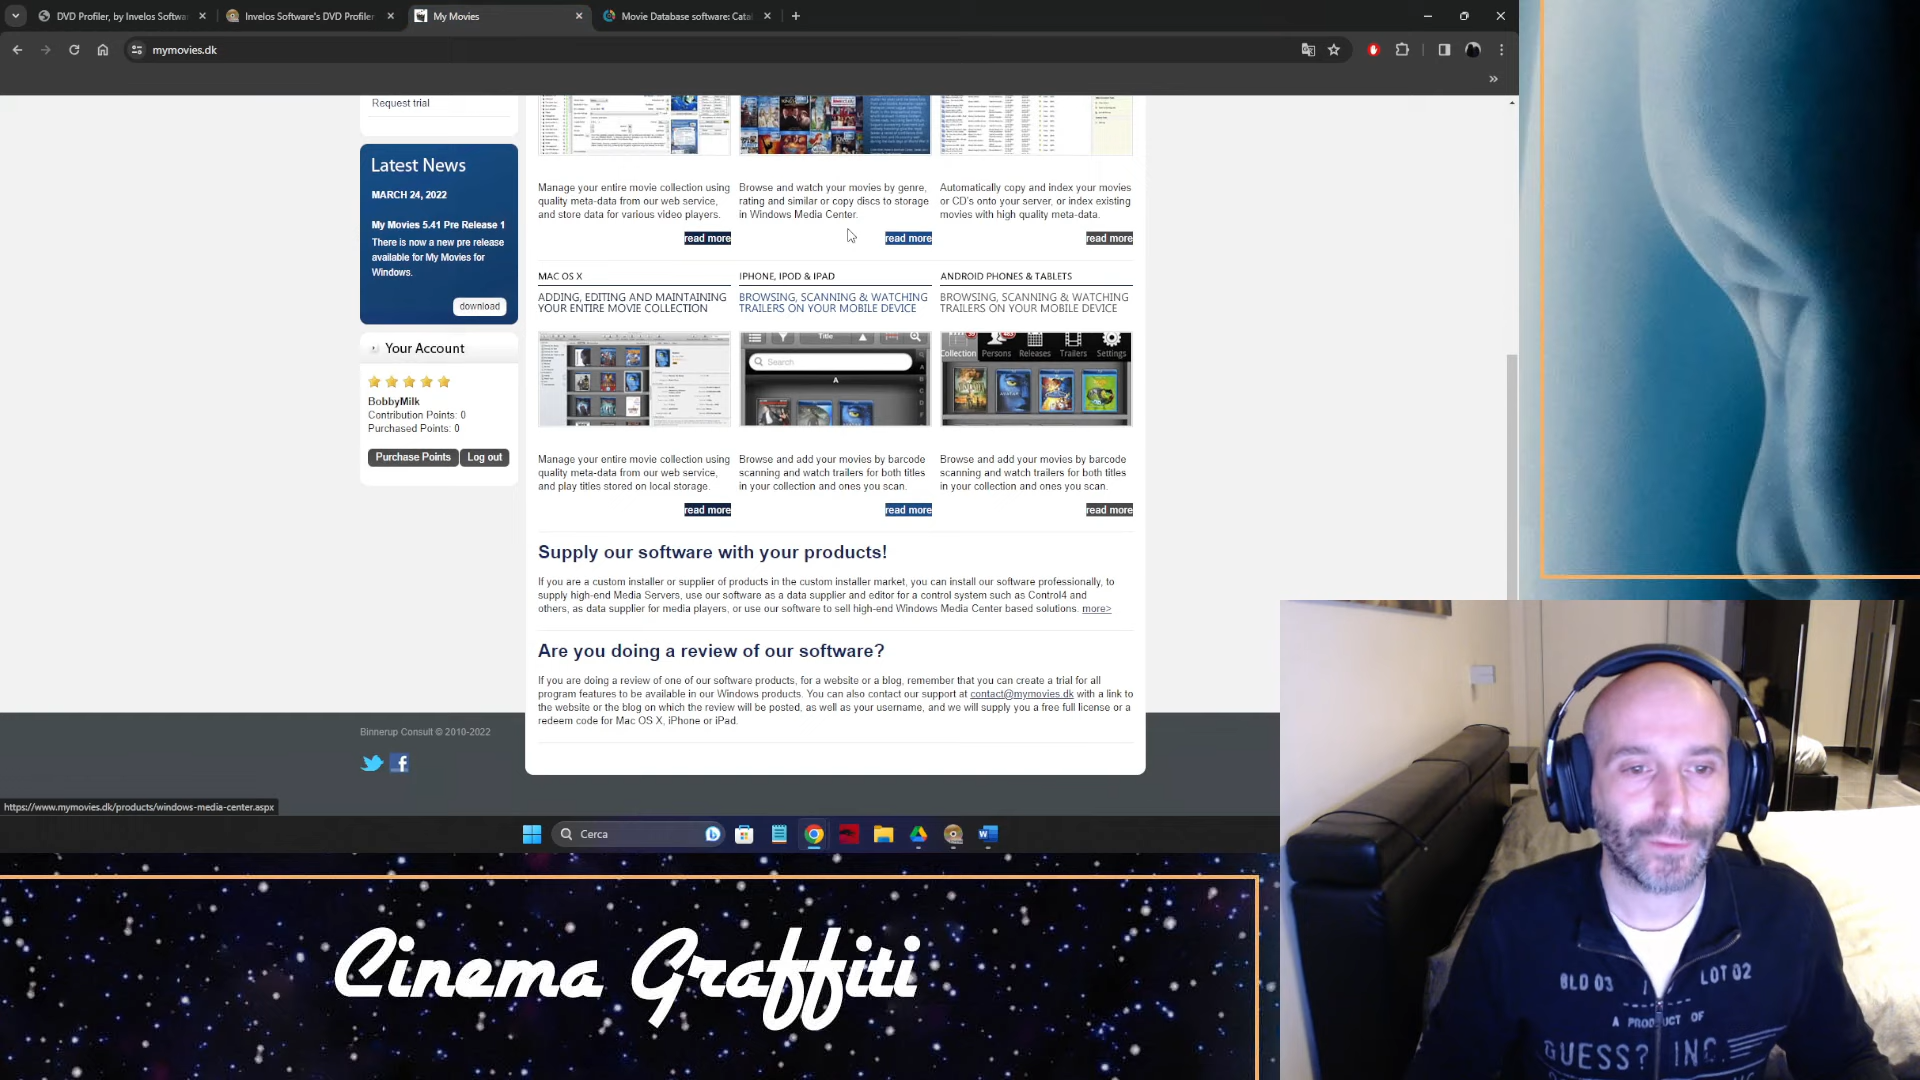 DVD Profiler, by Invelos Softwar
Invelos Software's DVD Profiler
My Movies
Movie Database software: Catal
mymovies.dk
Request trial
Latest News
MARCH 24, 2022
My Movies 5.41 Pre Release 1
There is now a new pre release
available for My Movies for
Windows.
download
Your Account
BobbyMilk
Contribution Points: 0
Purchased Points: 0
Purchase Points
Log out
Manage your entire movie collection using
quality meta-data from our web service,
and store data for various video players.
read more
Browse and watch your movies by genre,
rating and similar or copy discs to storage
in Windows Media Center.
read more
Automatically copy and index your movies
or CD's onto your server, or index existing
movies with high quality meta-data.
read more
MAC OS X
ADDING, EDITING AND MAINTAINING
YOUR ENTIRE MOVIE COLLECTION
Manage your entire movie collection using
quality meta-data from our web service,
and play titles stored on local storage.
read more
IPHONE, IPOD & IPAD
BROWSING, SCANNING & WATCHING
TRAILERS ON YOUR MOBILE DEVICE
Title
Search
A
Browse and add your movies by barcode
scanning and watch trailers for both titles
in your collection and ones you scan.
read more
ANDROID PHONES & TABLETS
BROWSING, SCANNING & WATCHING
TRAILERS ON YOUR MOBILE DEVICE
Collection Persons Releases Trailers Settings
Browse and add your movies by barcode
scanning and watch trailers for both titles
in your collection and ones you scan.
read more
Supply our software with your products!
If you are a custom installer or supplier of products in the custom installer market, you can install our software professionally, to
supply high-end Media Servers, use our software as a data supplier and editor for a control system such as Control4 and
others, as data supplier for media players, or use our software to sell high-end Windows Media Center based solutions. more>
Are you doing a review of our software?
If you are doing a review of one of our software products, for a website or a blog, remember that you can create a trial for all
program features to be available in our Windows products. You can also contact our support at contact@mymovies.dk with a link to
the website or the blog on which the review will be posted, as well as your username, and we will supply you a free full license or a
redeem code for Mac OS X, iPhone or iPad.
Binnerup Consult © 2010-2022
https://www.mymovies.dk/products/windows-media-center.aspx
Cerca
Cinema Graffiti
BLD 03
LOT 02
A PRODUCT OF
GUESS? INC.